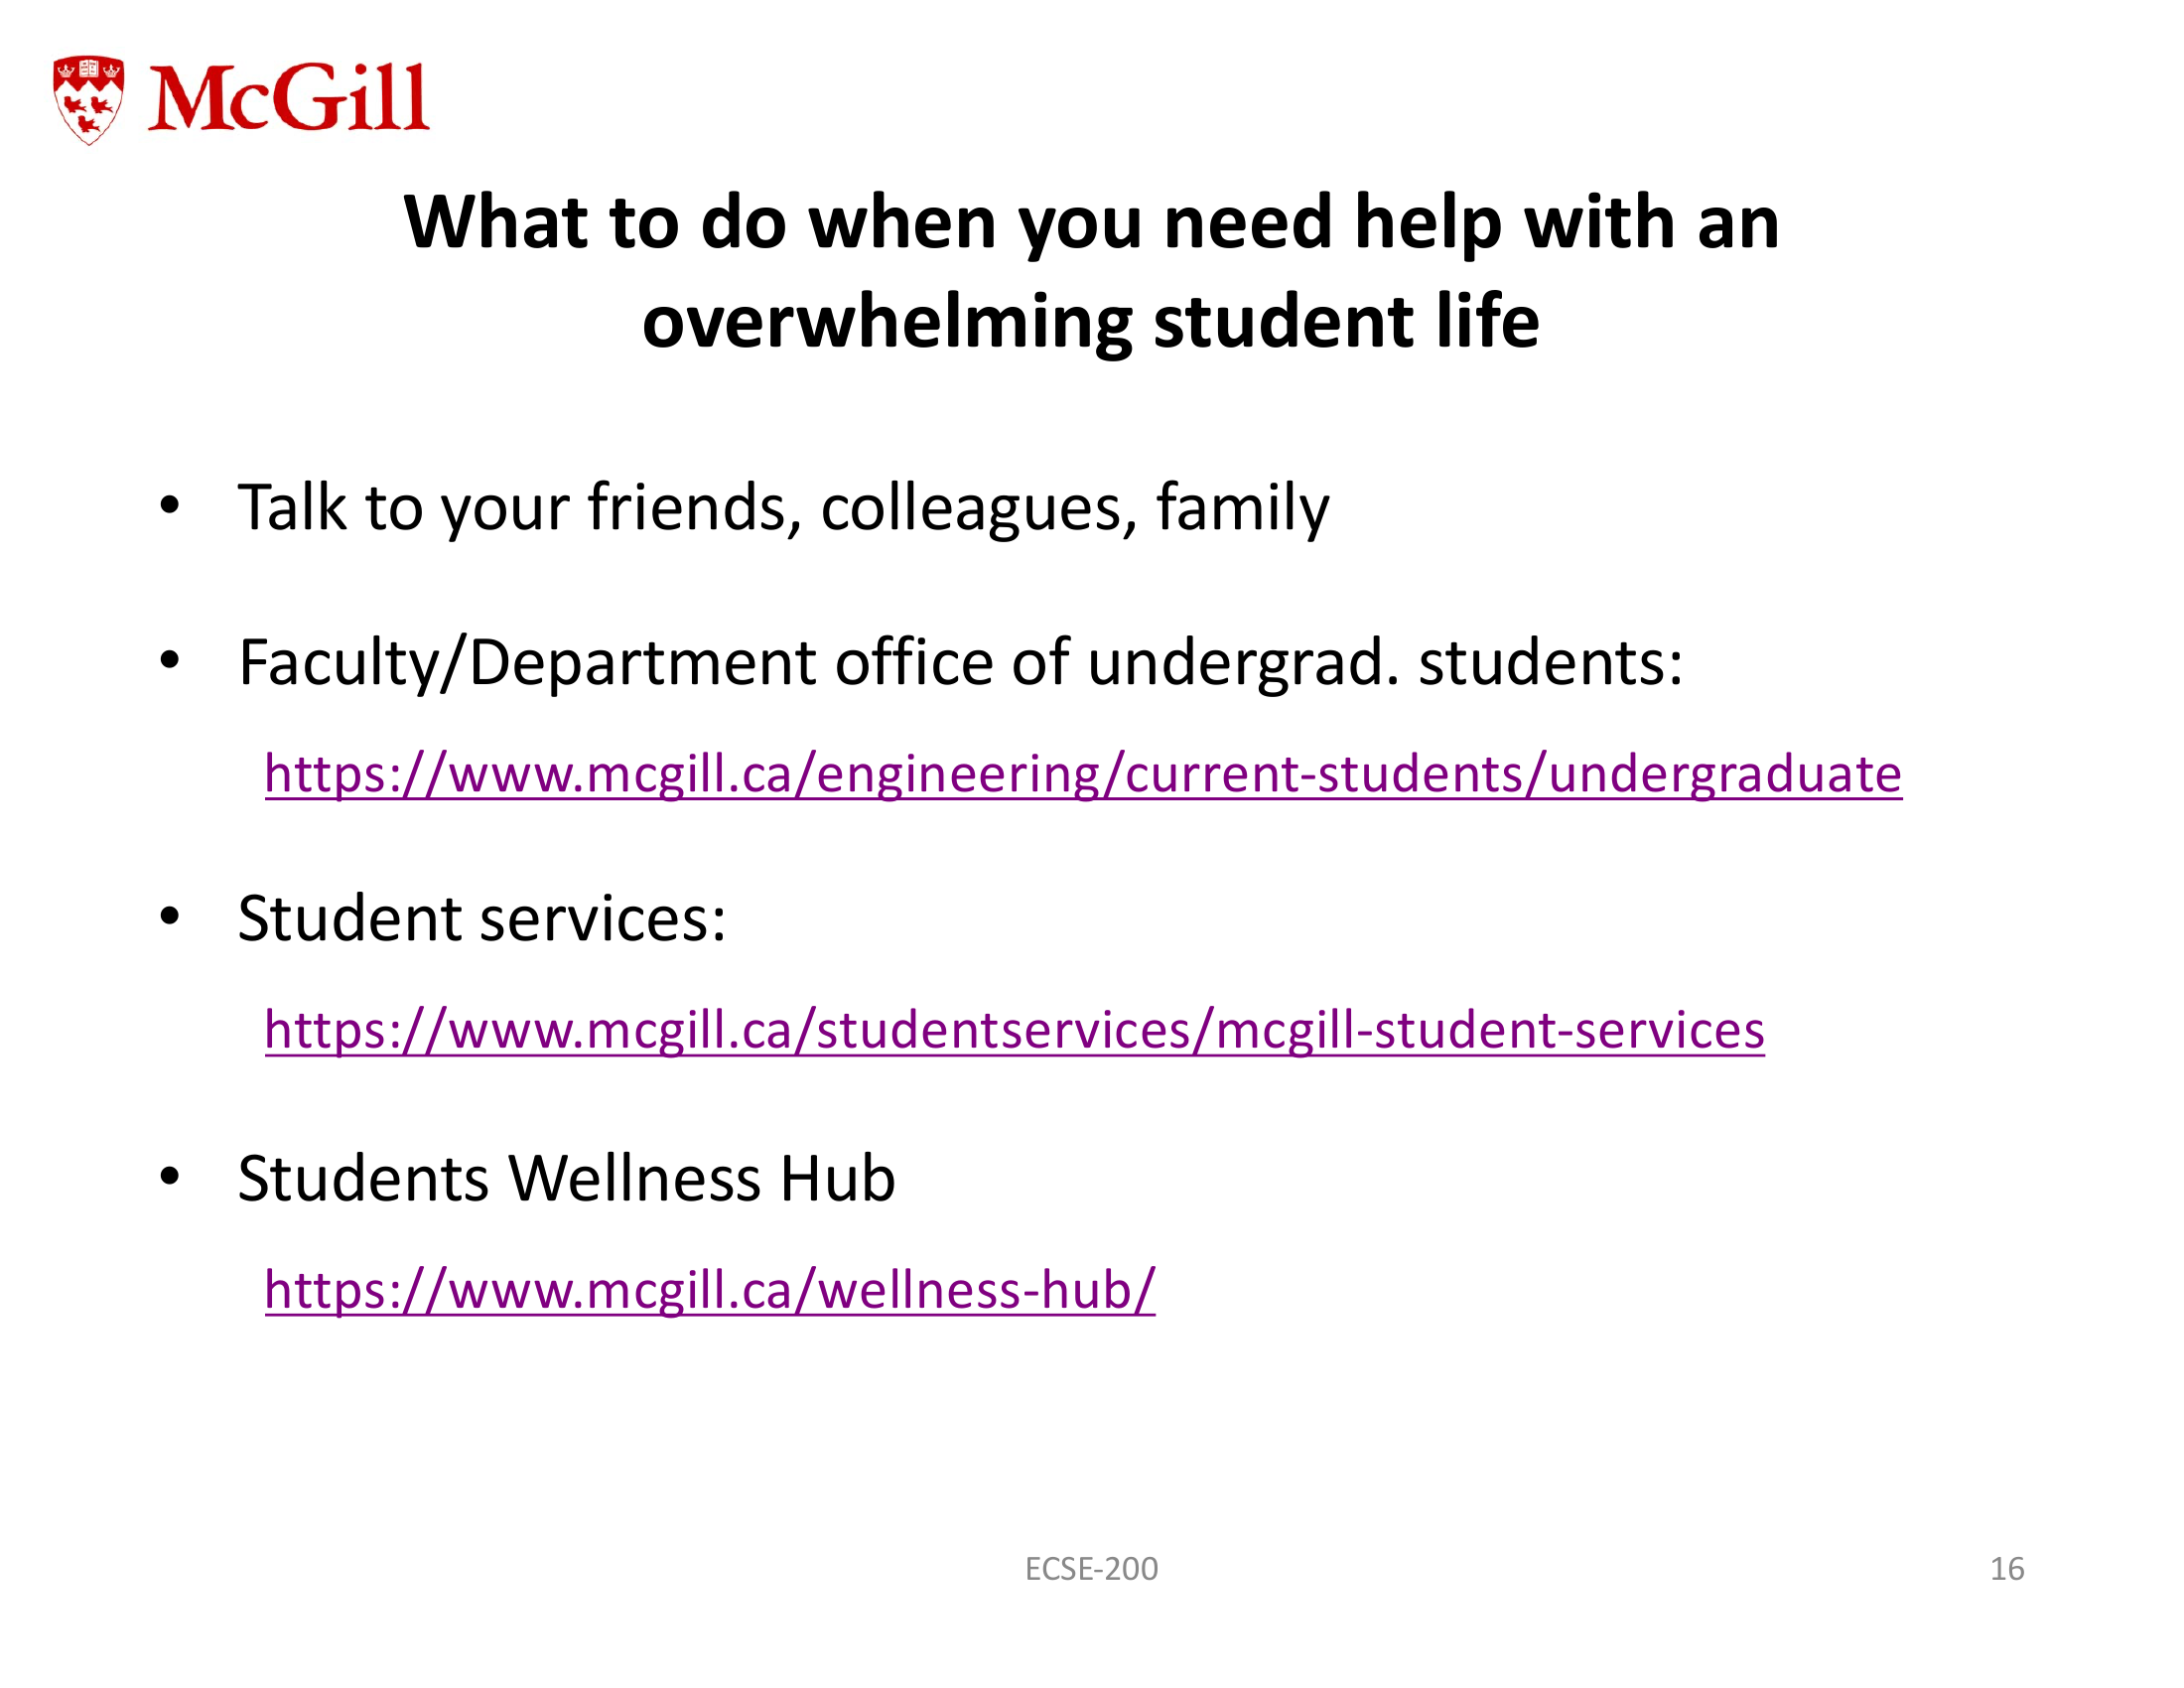 McGill
What to do when you need help with an
overwhelming student life
• Talk to your friends, colleagues, family
• Faculty/Department office of undergrad. students:
https://www.mcgill.ca/engineering/current-students/undergraduate
• Student services:
https://www.mcgill.ca/studentservices/mcgill-student-services
• Students Wellness Hub
https://www.mcgill.ca/wellness-hub/
ECSE-200
16